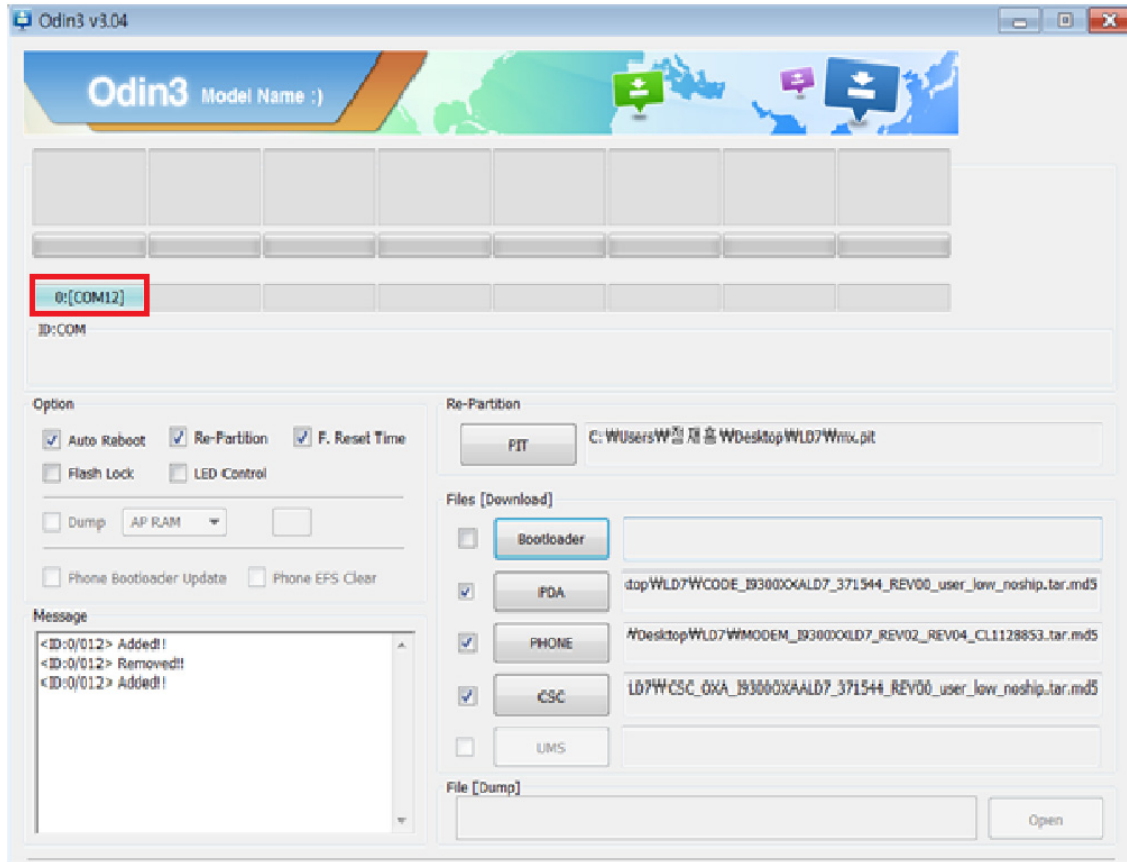 Odin3 v3.04
Odin3 Model Name :)
0:[COM12]
ID:COM
Option
Auto Reboot Re-Partition F. Reset Time
Flash Lock LED Control
Dump AP RAM
Phone Bootloader Update Phone EFS Clear
Message
<ID:0/012> Added!!
<ID:0/012> Removed!!
<ID:0/012> Added!!
Re-Partition
PIT C:₩Users₩정재홈₩Desktop₩LD7₩mx.pit
Files [Download]
Bootloader
PDA top₩LD7₩CODE_I9300XXALD7_371544_REV00_user_low_noship.tar.md5
PHONE ₩Desktop₩LD7₩MODEM_I9300XXLD7_REV02_REV04_CL1128853.tar.md5
CSC LD7₩CSC_OXA_I9300OXAALD7_371544_REV00_user_low_noship.tar.md5
UMS
File [Dump]
Open